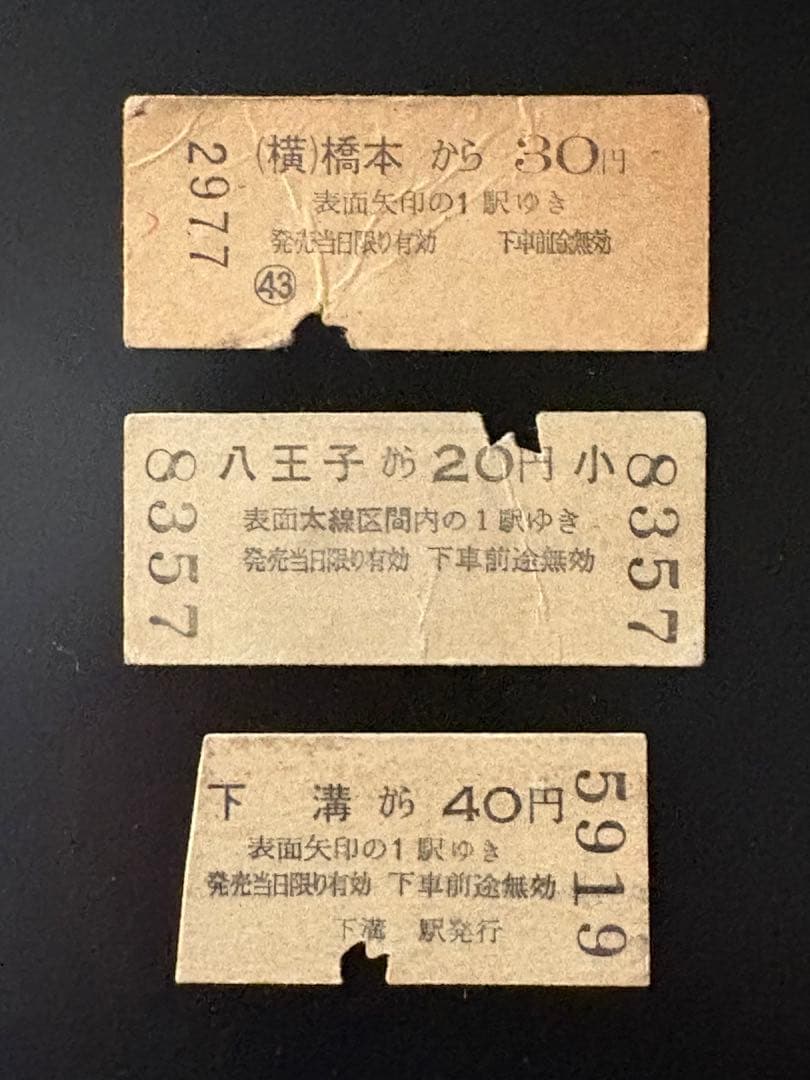 (横)橋本 から 30円
表面矢印の1駅ゆき
発売当日限り有効 下車前途無効
㊸
2977
八王子 から 20円 小
表面太線区間内の1駅ゆき
発売当日限り有効 下車前途無効
8357
8357
下溝 から 40円
表面矢印の1駅ゆき
発売当日限り有効 下車前途無効
下溝 駅発行
5919